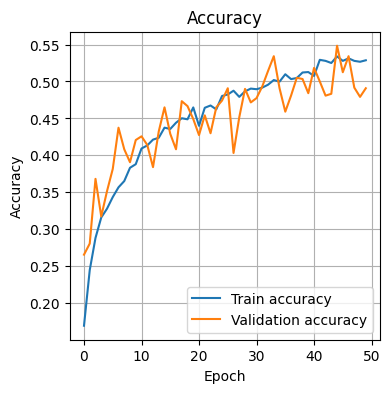 Accuracy
0.55
0.50
0.45
0.40
0.35
0.30
0.25
0.20
Accuracy
Train accuracy
Validation accuracy
0 10 20 30 40 50
Epoch